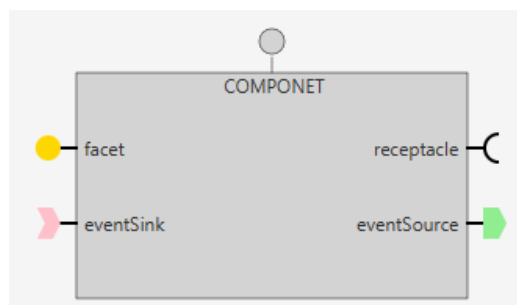 COMPONET
facet
receptacle
eventSink
eventSource